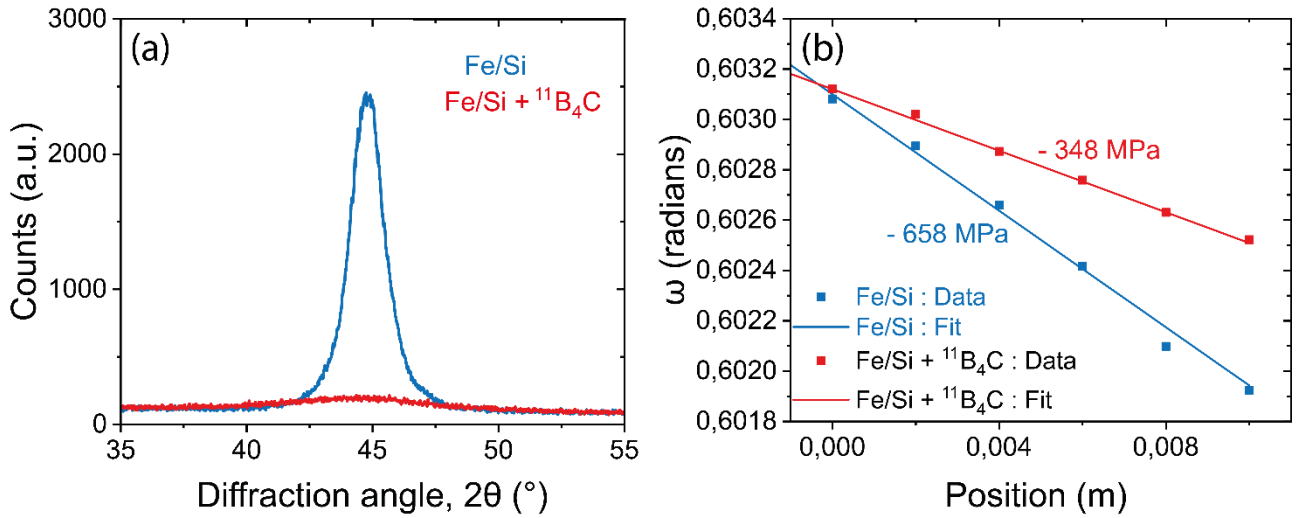 (a)
Fe/Si
Fe/Si + ¹¹B₄C
3000
2000
1000
0
Counts (a.u.)
35
40
45
50
55
Diffraction angle, 2θ (°)
(b)
- 348 MPa
- 658 MPa
Fe/Si : Data
Fe/Si : Fit
Fe/Si + ¹¹B₄C : Data
Fe/Si + ¹¹B₄C : Fit
0,6034
0,6032
0,6030
0,6028
0,6026
0,6024
0,6022
0,6020
0,6018
ω (radians)
0,000
0,004
0,008
Position (m)